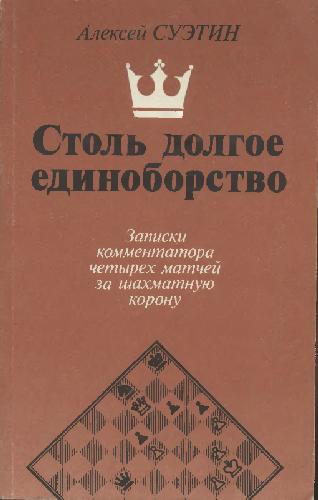 Алексей СУЭТИН
Столь долгое
единоборство
Записки
комментатора
четырех матчей
за шахматную
корону